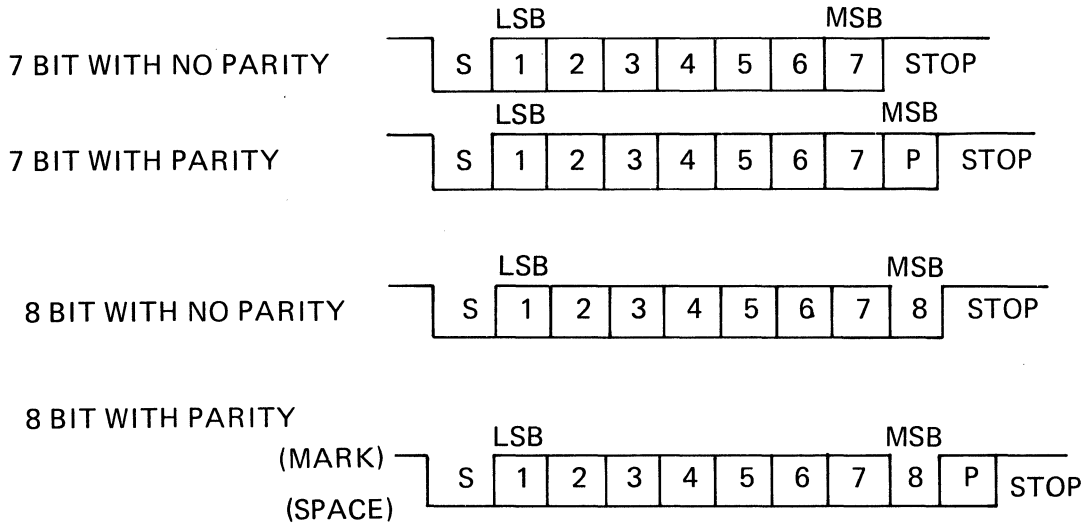 LSB MSB
7 BIT WITH NO PARITY S 1 2 3 4 5 6 7 STOP
LSB MSB
7 BIT WITH PARITY S 1 2 3 4 5 6 7 P STOP
LSB MSB
8 BIT WITH NO PARITY S 1 2 3 4 5 6 7 8 STOP
8 BIT WITH PARITY
LSB MSB
(MARK) S 1 2 3 4 5 6 7 8 P STOP
(SPACE)